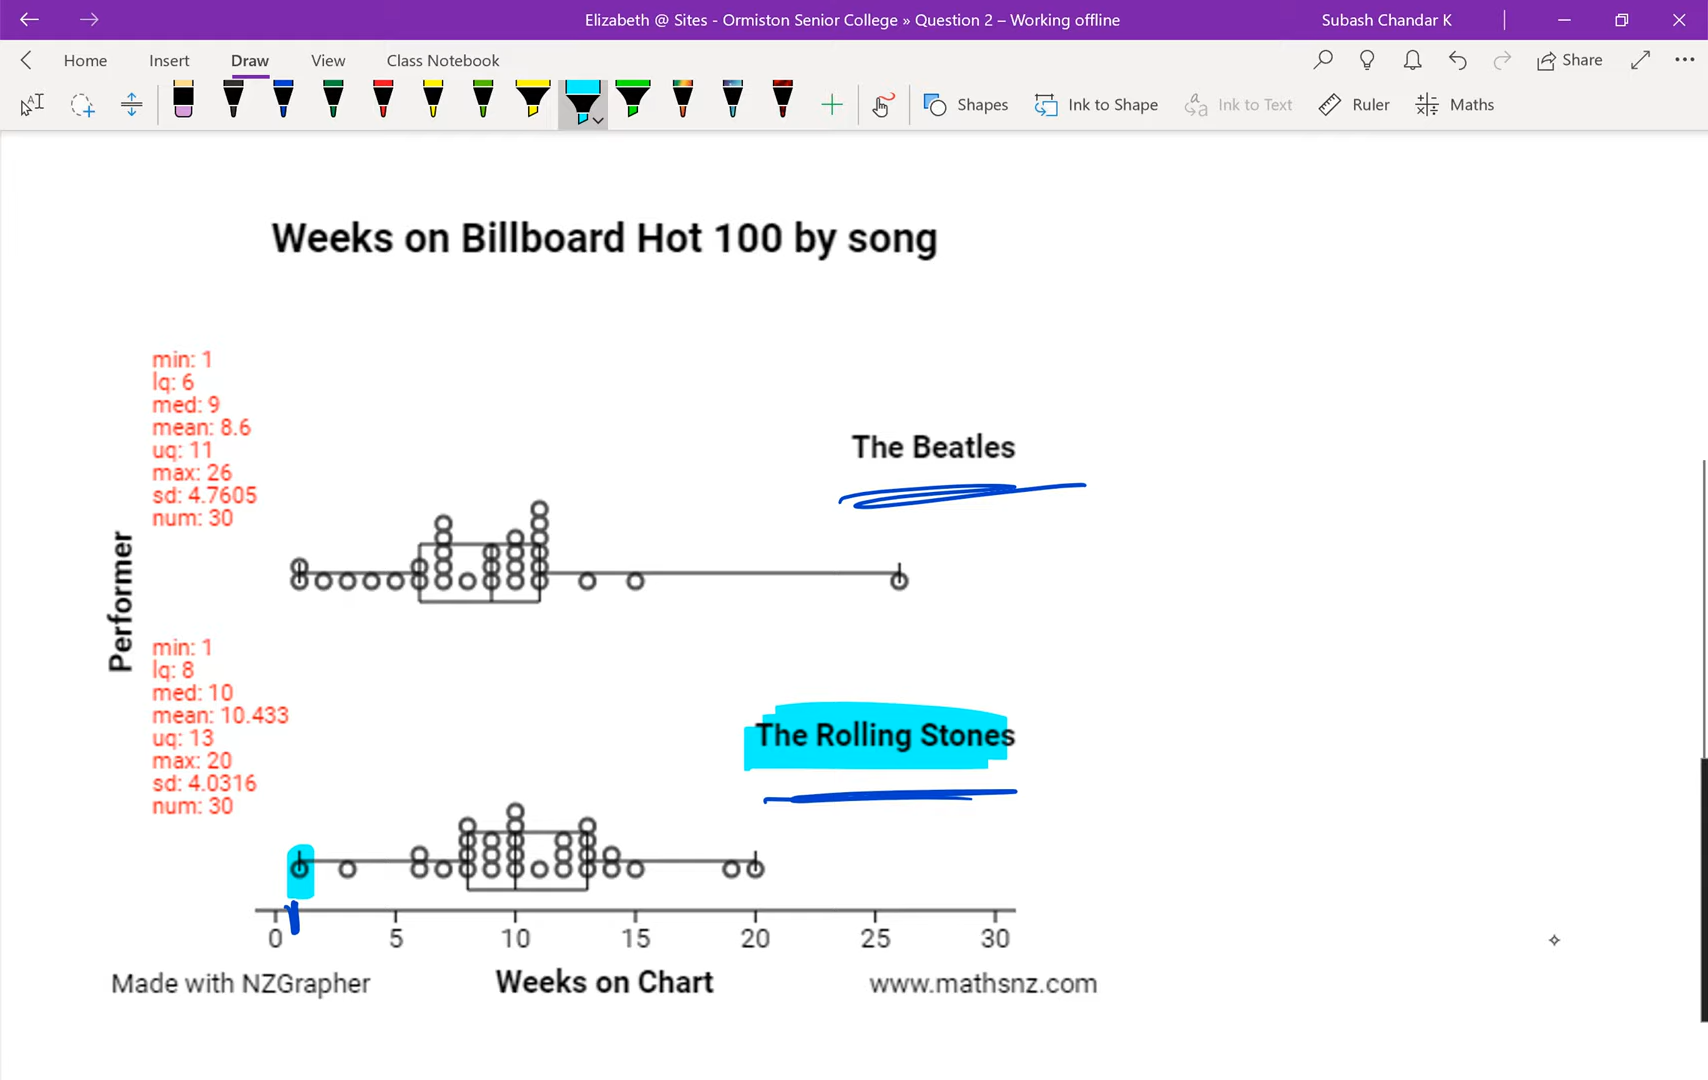 Elizabeth @ Sites - Ormiston Senior College » Question 2 – Working offline
Subash Chandar K
Home Insert Draw View Class Notebook
Share
Shapes Ink to Shape Ink to Text Ruler Maths
Weeks on Billboard Hot 100 by song
min: 1
lq: 6
med: 9
mean: 8.6
uq: 11
max: 26
sd: 4.7605
num: 30
The Beatles
Performer
min: 1
lq: 8
med: 10
mean: 10.433
uq: 13
max: 20
sd: 4.0316
num: 30
The Rolling Stones
0 5 10 15 20 25 30
Made with NZGrapher
Weeks on Chart
www.mathsnz.com